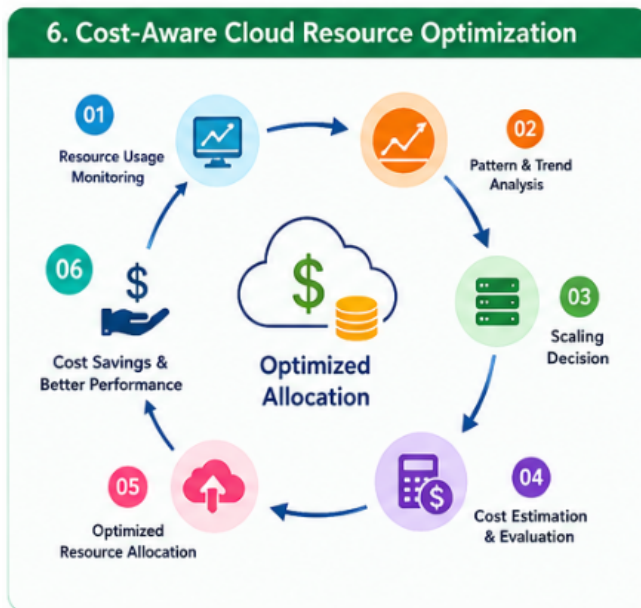 6. Cost-Aware Cloud Resource Optimization
01
Resource Usage
Monitoring
02
Pattern & Trend
Analysis
03
Scaling
Decision
04
Cost Estimation
& Evaluation
05
Optimized
Resource Allocation
06
$
Cost Savings &
Better Performance
$
Optimized
Allocation
$